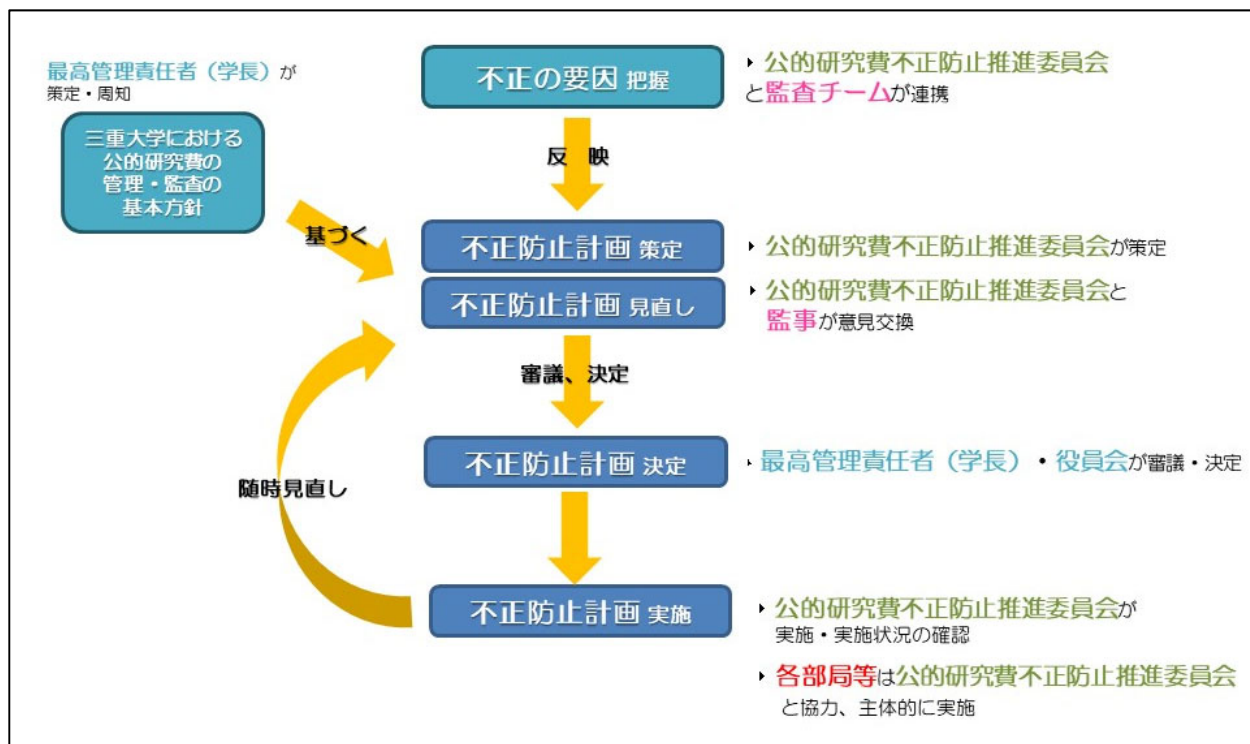 最高管理責任者（学長）が
策定・周知
三重大学における
公的研究費の
管理・監査の
基本方針
基づく
不正の要因 把握
▸ 公的研究費不正防止推進委員会
と監査チームが連携
反 映
不正防止計画 策定
▸ 公的研究費不正防止推進委員会が策定
不正防止計画 見直し
▸ 公的研究費不正防止推進委員会と
監事が意見交換
審議、決定
不正防止計画 決定
▸ 最高管理責任者（学長）・役員会が審議・決定
随時見直し
不正防止計画 実施
▸ 公的研究費不正防止推進委員会が
実施・実施状況の確認
▸ 各部局等は公的研究費不正防止推進委員会
と協力、主体的に実施